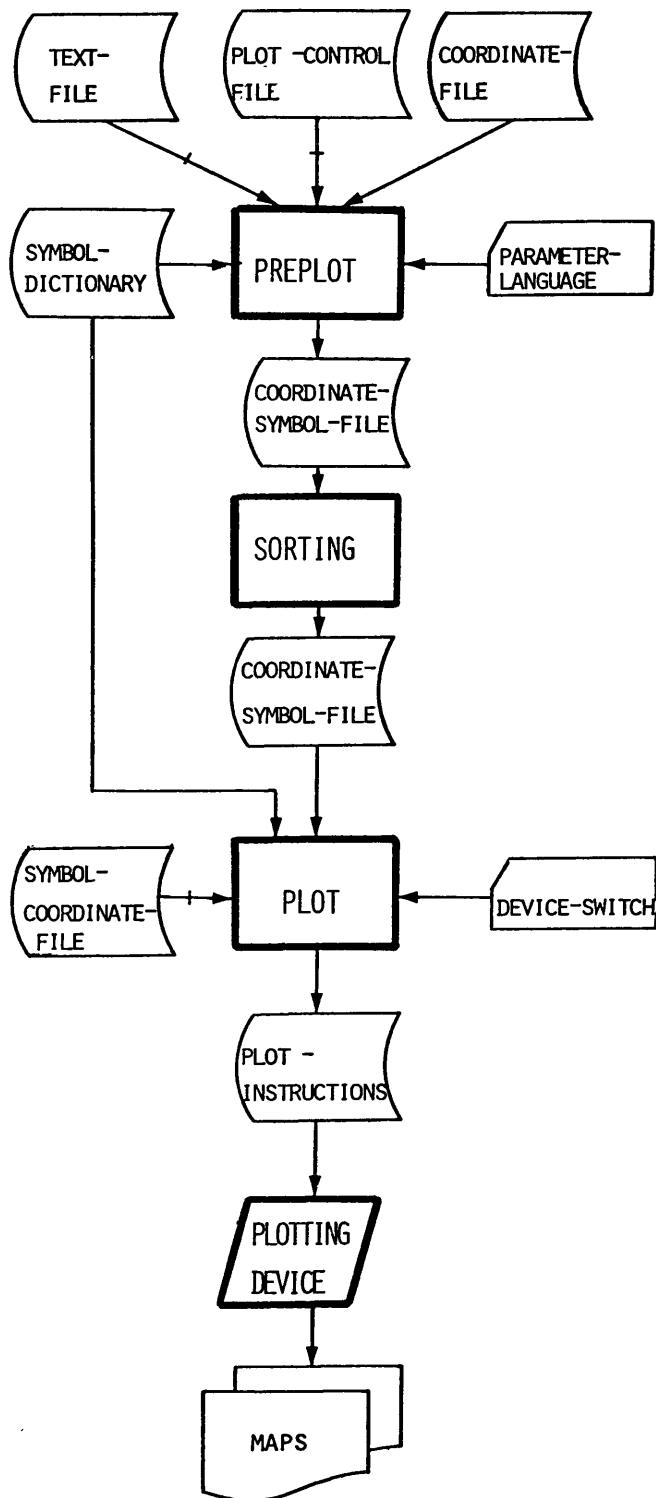 TEXT-
FILE
PLOT -CONTROL
FILE
COORDINATE-
FILE
SYMBOL-
DICTIONARY
PREPLOT
PARAMETER-
LANGUAGE
COORDINATE-
SYMBOL-FILE
SORTING
COORDINATE-
SYMBOL-FILE
SYMBOL-
COORDINATE-
FILE
PLOT
DEVICE-SWITCH
PLOT -
INSTRUCTIONS
PLOTTING
DEVICE
MAPS